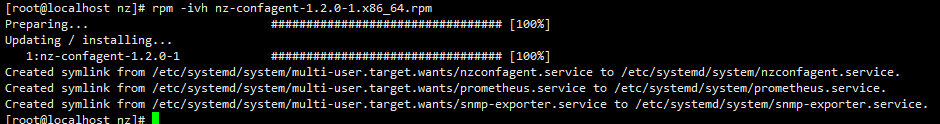 [root@localhost nz]# rpm -ivh nz-confagent-1.2.0-1.x86_64.rpm
Preparing... ################################# [100%]
Updating / installing...
1:nz-confagent-1.2.0-1 ################################# [100%]
Created symlink from /etc/systemd/system/multi-user.target.wants/nzconfagent.service to /etc/systemd/system/nzconfagent.service.
Created symlink from /etc/systemd/system/multi-user.target.wants/prometheus.service to /etc/systemd/system/prometheus.service.
Created symlink from /etc/systemd/system/multi-user.target.wants/snmp-exporter.service to /etc/systemd/system/snmp-exporter.service.
[root@localhost nz]#